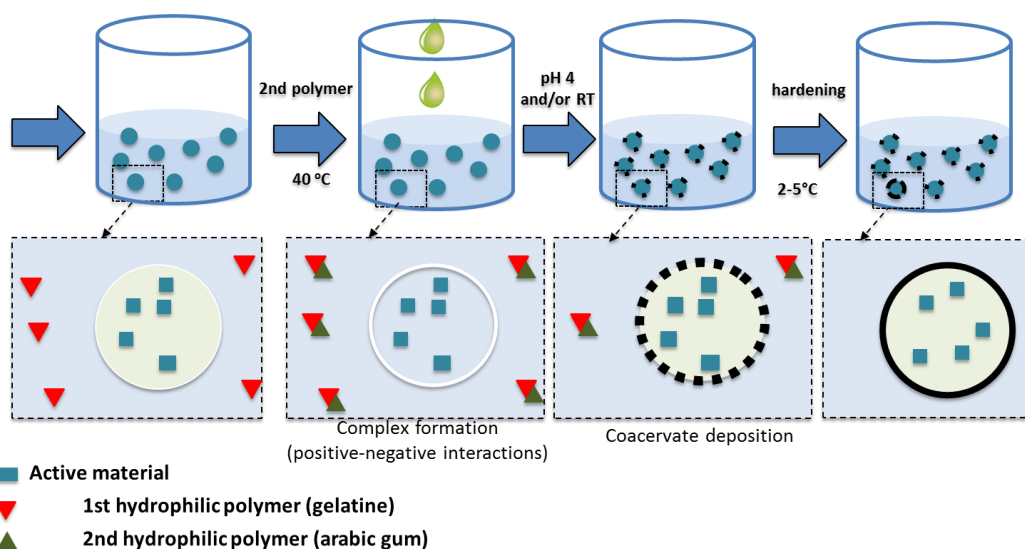 2nd polymer
40 °C
pH 4
and/or RT
hardening
2-5°C
Complex formation
(positive-negative interactions)
Coacervate deposition
Active material
1st hydrophilic polymer (gelatine)
2nd hydrophilic polymer (arabic gum)